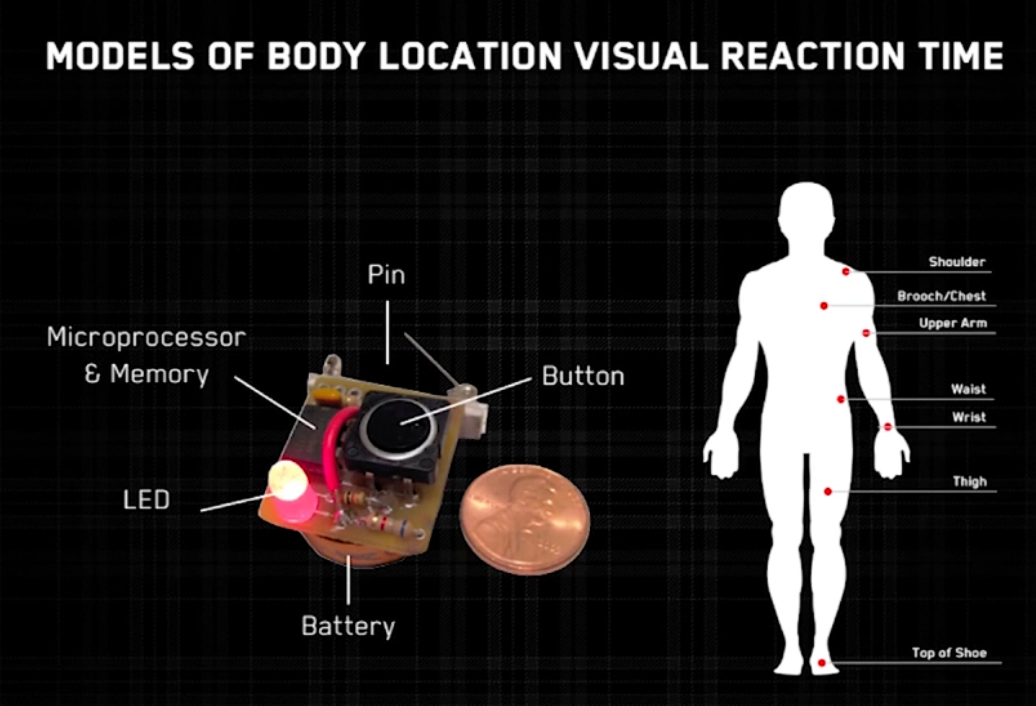 MODELS OF BODY LOCATION VISUAL REACTION TIME
Pin
Microprocessor
& Memory
Button
LED
Battery
Shoulder
Brooch/Chest
Upper Arm
Waist
Wrist
Thigh
Top of Shoe